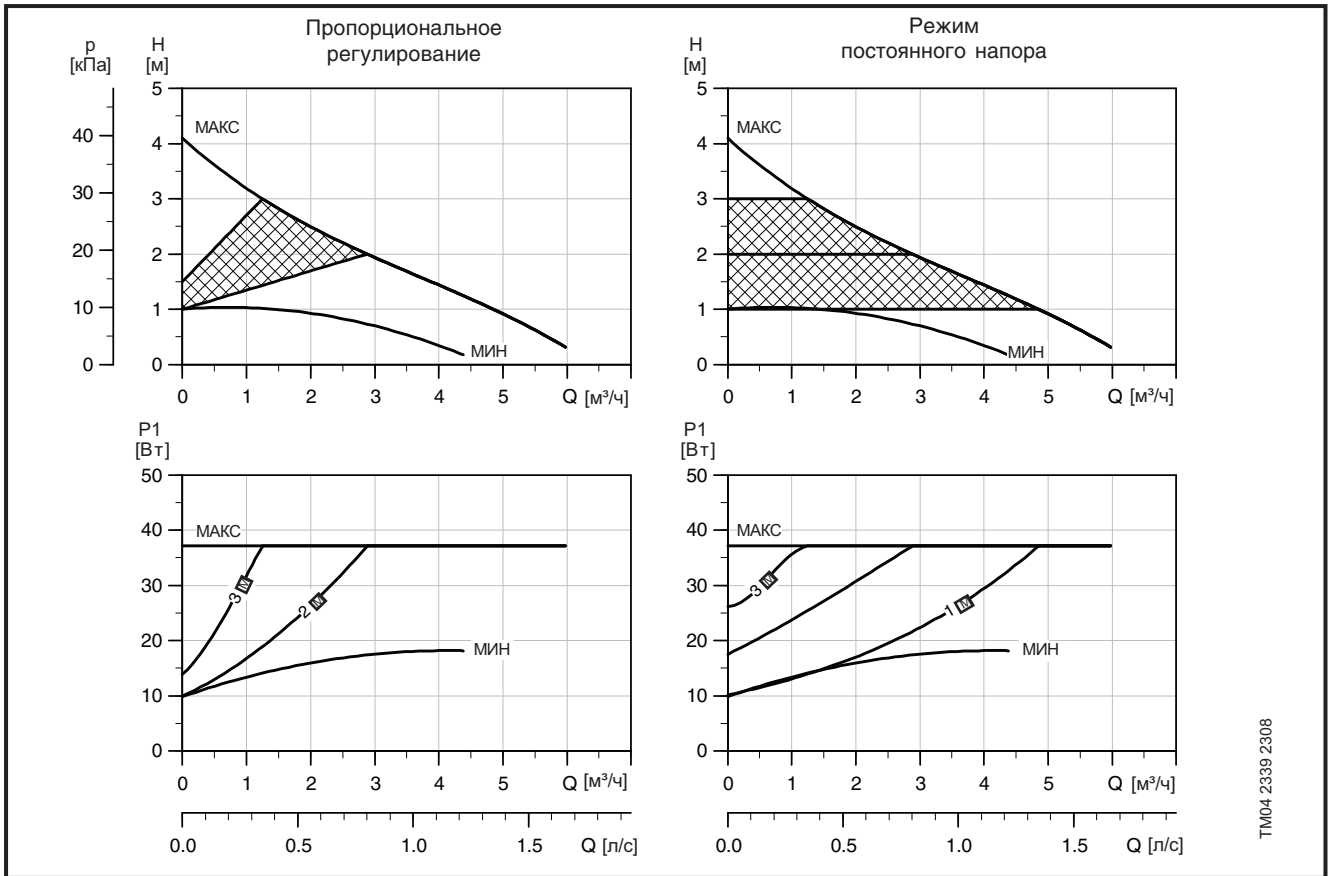 Пропорциональное
регулирование
Режим
постоянного напора
p
[кПа]
H
[м]
5
4
3
2
1
0
40
30
20
10
0
МАКС
МИН
0 1 2 3 4 5 Q [м³/ч]
H
[м]
5
4
3
2
1
0
МАКС
МИН
0 1 2 3 4 5 Q [м³/ч]
P1
[Вт]
50
40
30
20
10
0
МАКС
3 M
2 M
МИН
0 1 2 3 4 5 Q [м³/ч]
0.0 0.5 1.0 1.5 Q [л/с]
P1
[Вт]
50
40
30
20
10
0
МАКС
3 M
1 M
МИН
0 1 2 3 4 5 Q [м³/ч]
0.0 0.5 1.0 1.5 Q [л/с]
TM04 2339 2308